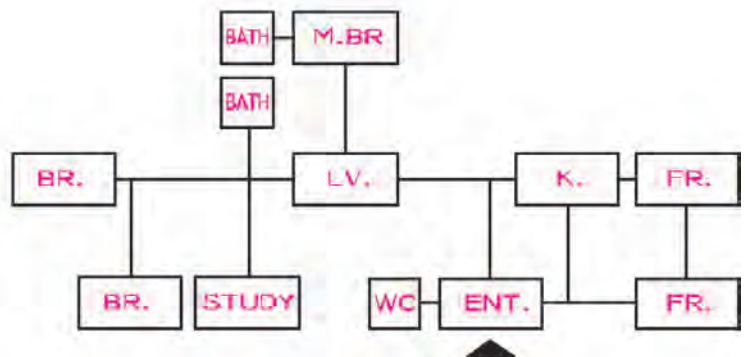 BATH M.BR
BATH
BR. LV. K. FR.
BR. STUDY WC ENT. FR.